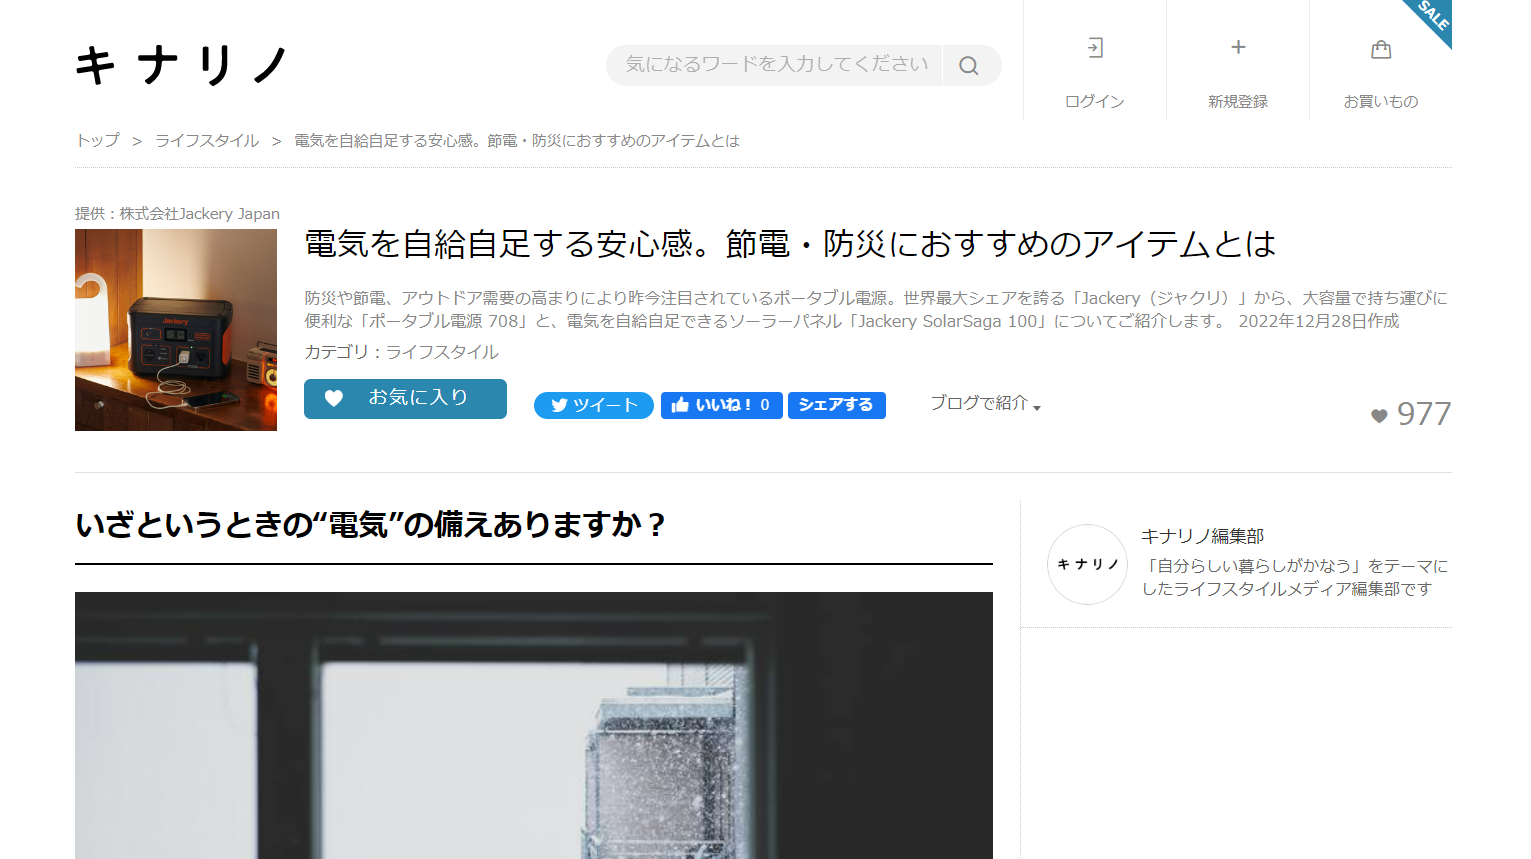 キナリノ
気になるワードを入力してください
ログイン
新規登録
お買いもの
SALE
トップ > ライフスタイル > 電気を自給自足する安心感。節電・防災におすすめのアイテムとは
提供：株式会社Jackery Japan
Jackery
電気を自給自足する安心感。節電・防災におすすめのアイテムとは
防災や節電、アウトドア需要の高まりにより昨今注目されているポータブル電源。世界最大シェアを誇る「Jackery（ジャクリ）」から、大容量で持ち運びに
便利な「ポータブル電源 708」と、電気を自給自足できるソーラーパネル「Jackery SolarSaga 100」についてご紹介します。 2022年12月28日作成
カテゴリ：ライフスタイル
お気に入り
ツイート
いいね！ 0
シェアする
ブログで紹介
977
いざというときの“電気”の備えありますか？
キナリノ
キナリノ編集部
「自分らしい暮らしがかなう」をテーマに
したライフスタイルメディア編集部です